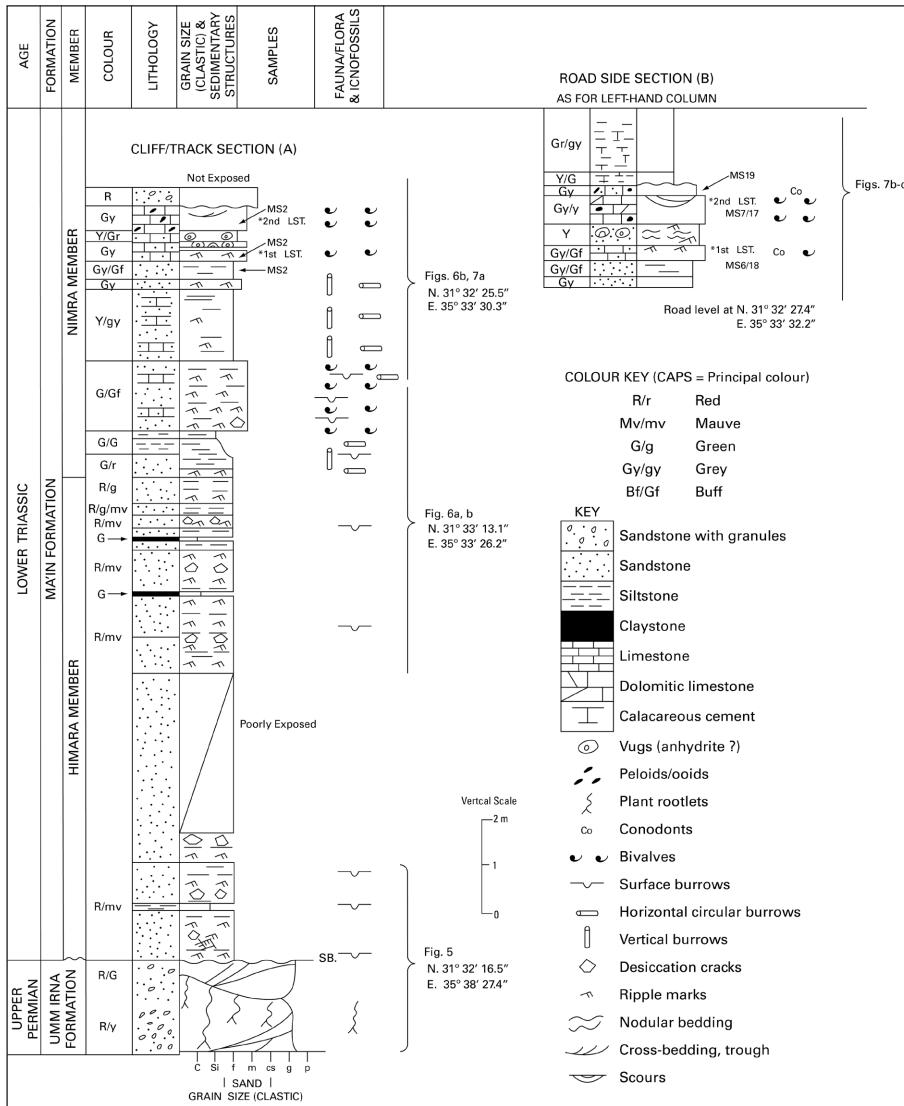 AGE
FORMATION
MEMBER
COLOUR
LITHOLOGY
GRAIN SIZE
(CLASTIC) &
SEDIMENTARY
STRUCTURES
SAMPLES
FAUNA/FLORA
& ICNOFOSSILS
LOWER TRIASSIC
UPPER
PERMIAN
MA'IN FORMATION
UMM IRNA
FORMATION
NIMRA MEMBER
HIMARA MEMBER
CLIFF/TRACK SECTION (A)
Not Exposed
R
Gy
Y/Gr
Gy
Gy/Gf
Gy
Y/gy
G/Gf
G/G
G/r
R/g
R/g/mv
R/mv
G
R/mv
G
R/mv
R/mv
R/G
R/y
MS2
*2nd LST.
MS2
*1st LST.
MS2
Poorly Exposed
SB.
C Si f m cs g p
SAND
GRAIN SIZE (CLASTIC)
Figs. 6b, 7a
N. 31° 32' 25.5"
E. 35° 33' 30.3"
Fig. 6a, b
N. 31° 33' 13.1"
E. 35° 33' 26.2"
Fig. 5
N. 31° 32' 16.5"
E. 35° 38' 27.4"
Vertcal Scale
2 m
1
0
ROAD SIDE SECTION (B)
AS FOR LEFT-HAND COLUMN
Gr/gy
Y/G
Gy
Gy/y
Y
Gy/Gf
Gy/Gf
Gy
MS19
Co
*2nd LST.
MS7/17
*1st LST.
Co
MS6/18
Figs. 7b-d
Road level at N. 31° 32' 27.4"
E. 35° 33' 32.2"
COLOUR KEY (CAPS = Principal colour)
R/r Red
Mv/mv Mauve
G/g Green
Gy/gy Grey
Bf/Gf Buff
KEY
Sandstone with granules
Sandstone
Siltstone
Claystone
Limestone
Dolomitic limestone
Calacareous cement
Vugs (anhydrite ?)
Peloids/ooids
Plant rootlets
Co Conodonts
Bivalves
Surface burrows
Horizontal circular burrows
Vertical burrows
Desiccation cracks
Ripple marks
Nodular bedding
Cross-bedding, trough
Scours